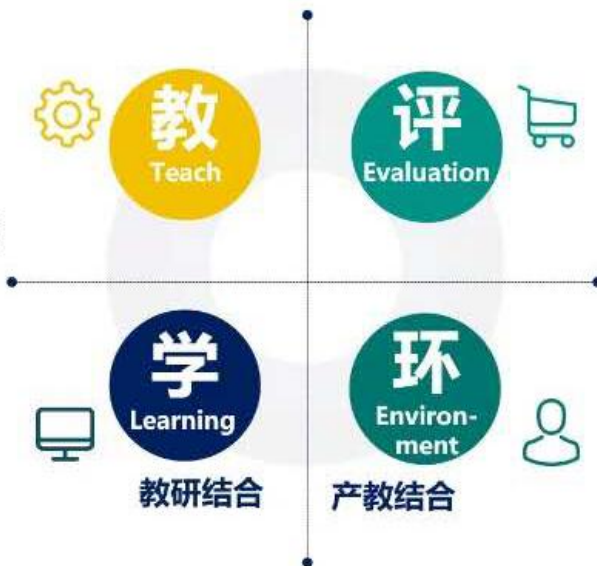 教
Teach
评
Evaluation
学
Learning
环
Environ-
ment
教研结合
产教结合